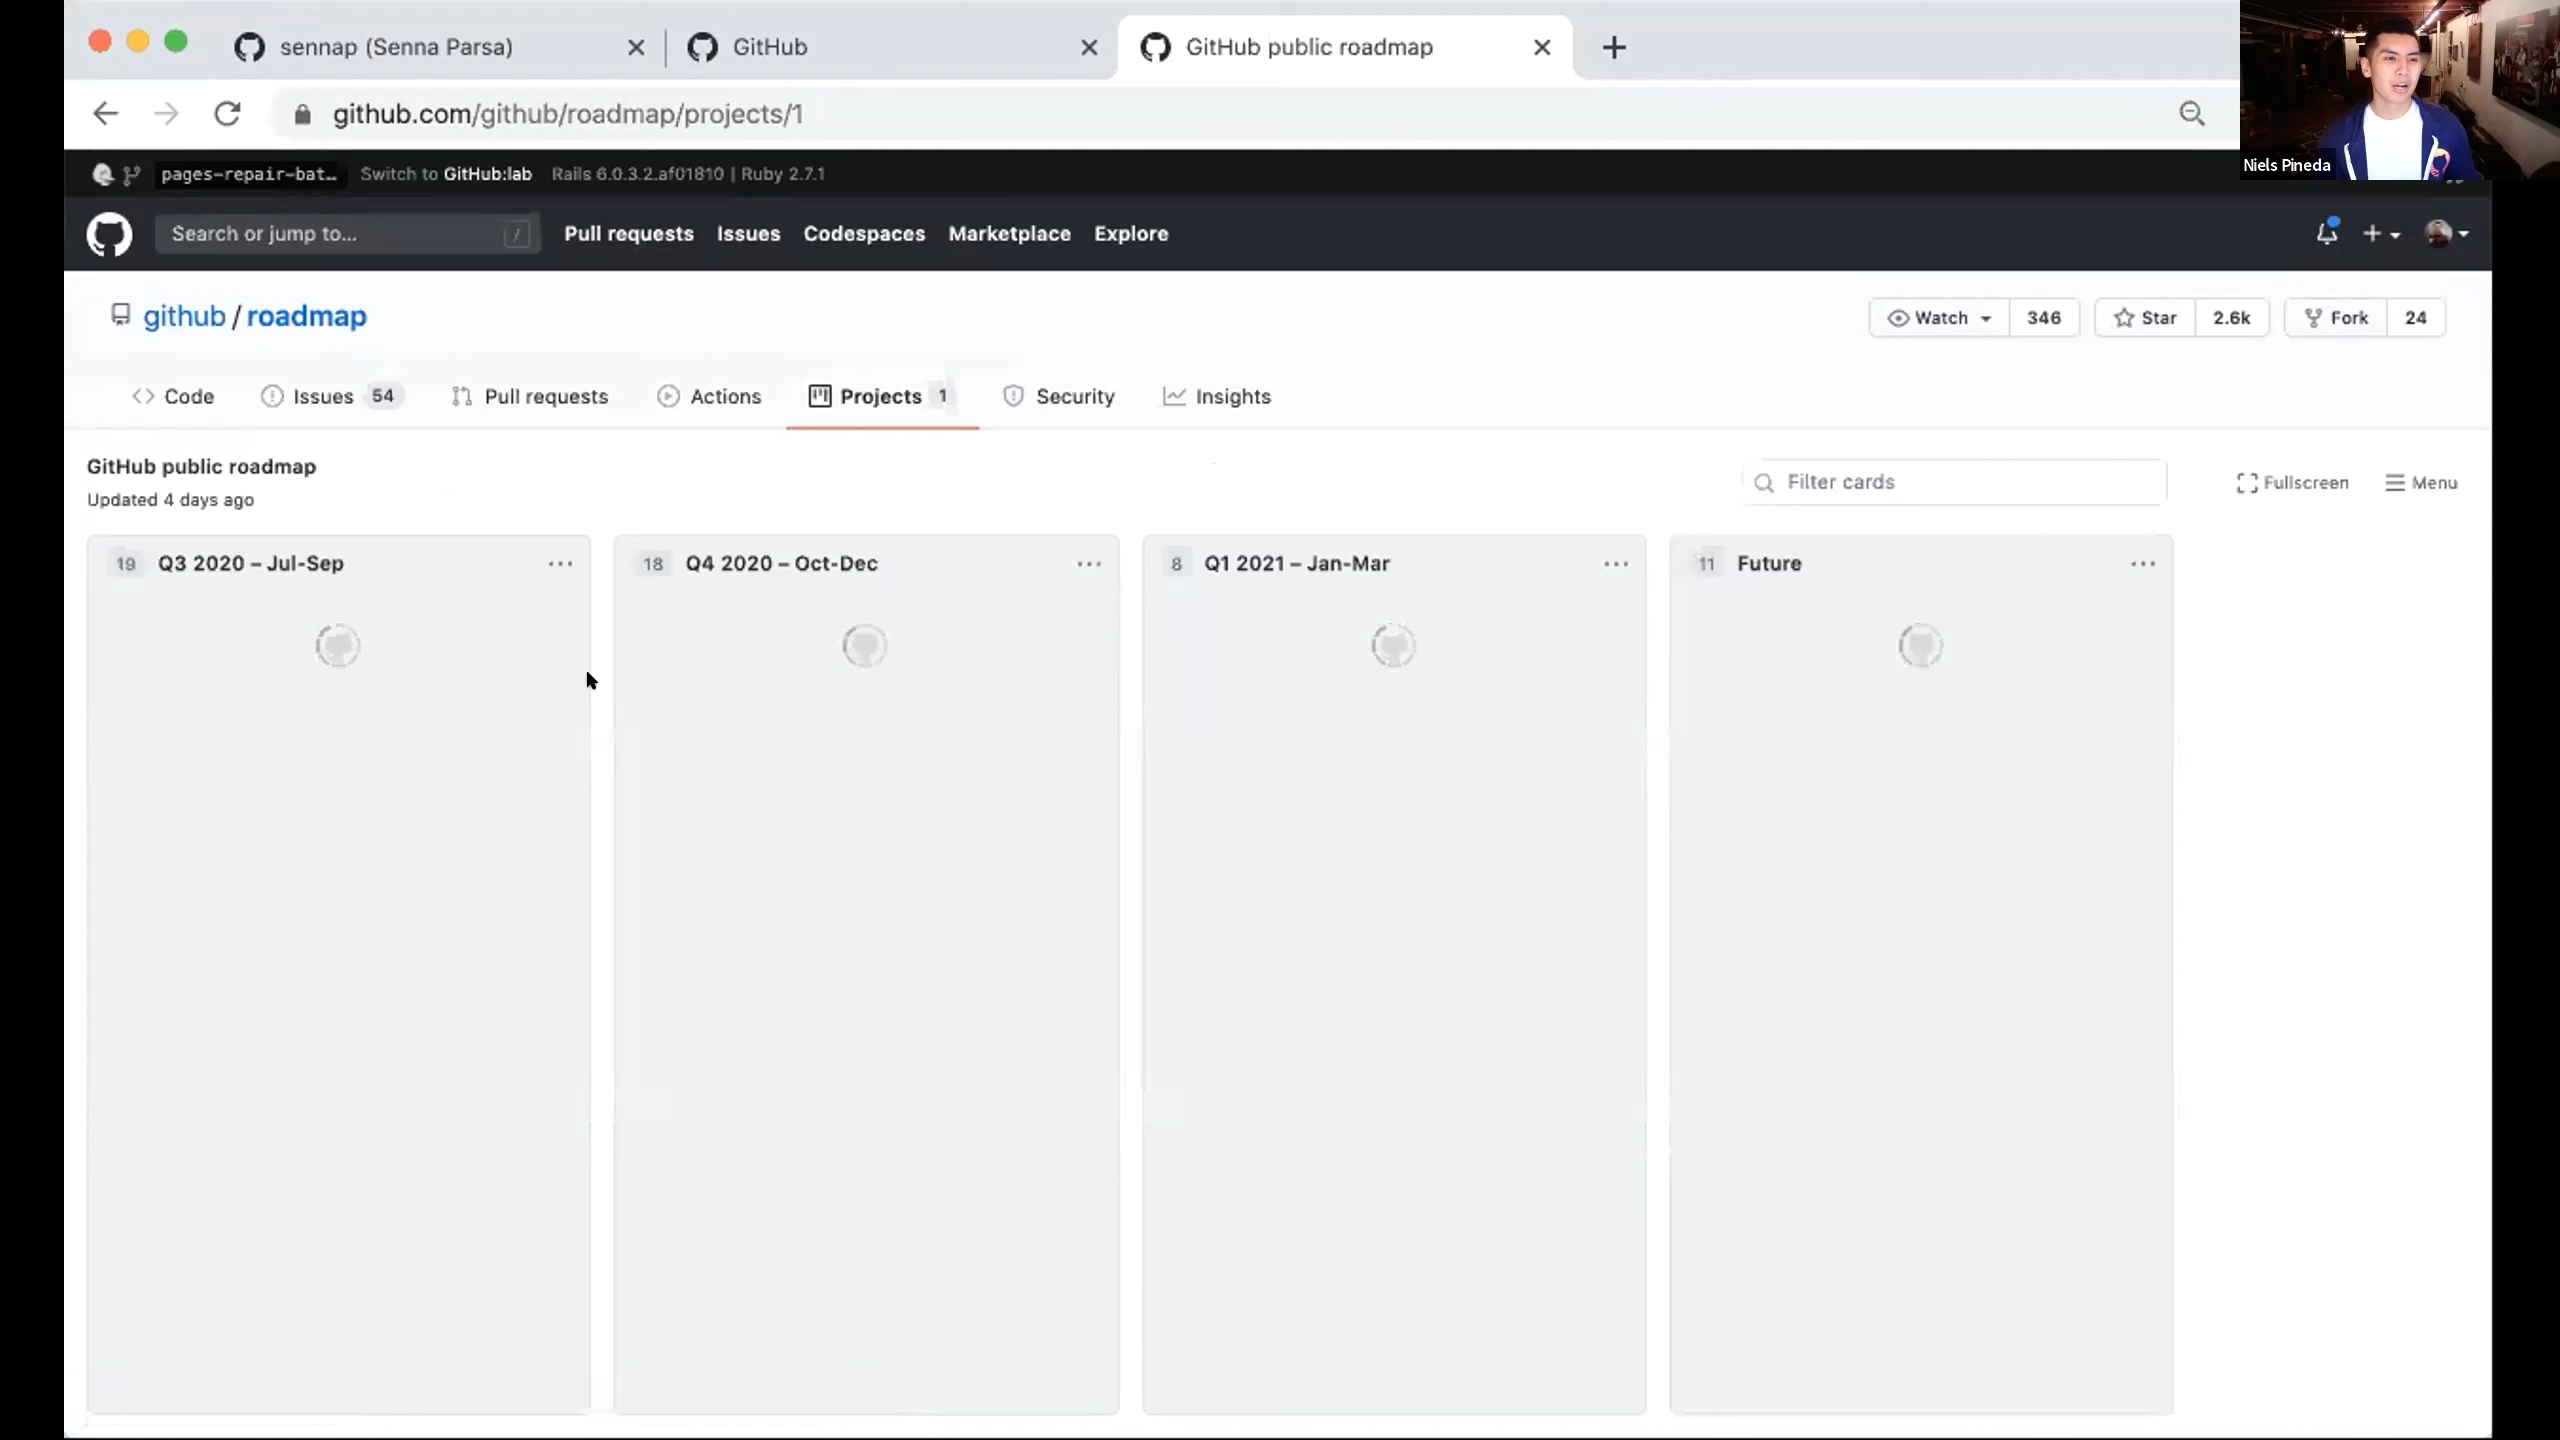 sennap (Senna Parsa)
GitHub
GitHub public roadmap
github.com/github/roadmap/projects/1
pages-repair-bat… Switch to GitHub:lab Rails 6.0.3.2.af01810 | Ruby 2.7.1
Niels Pineda
Search or jump to... / Pull requests Issues Codespaces Marketplace Explore
github / roadmap
Watch 346 Star 2.6k Fork 24
Code Issues 54 Pull requests Actions Projects 1 Security Insights
GitHub public roadmap
Updated 4 days ago
Filter cards
Fullscreen Menu
19 Q3 2020 – Jul-Sep
18 Q4 2020 – Oct-Dec
8 Q1 2021 – Jan-Mar
11 Future